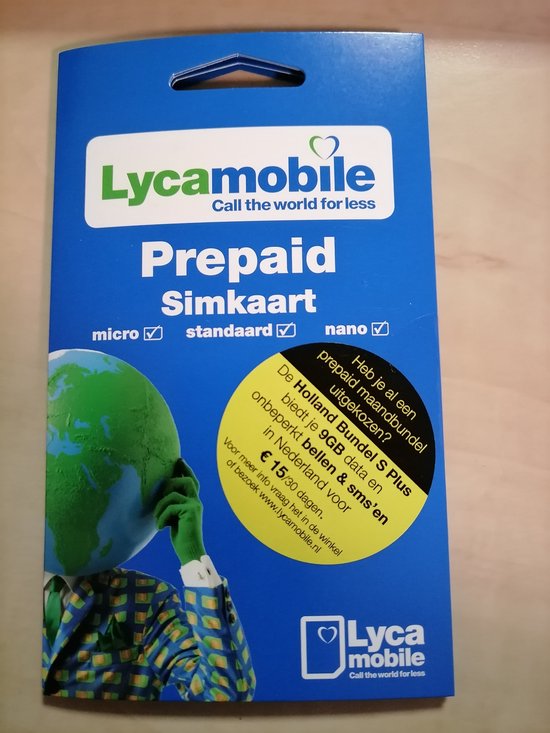 Lycamobile
Call the world for less
Prepaid
Simkaart
micro standaard nano
Heb je al een
prepaid maandbundel
uitgekozen?
De Holland Bundel S Plus
biedt je 9GB data en
onbeperkt bellen & sms'en
in Nederland voor
€ 15/30 dagen.
Voor meer info vraag het in de winkel
of bezoek www.lycamobile.nl
Lyca
mobile
Call the world for less